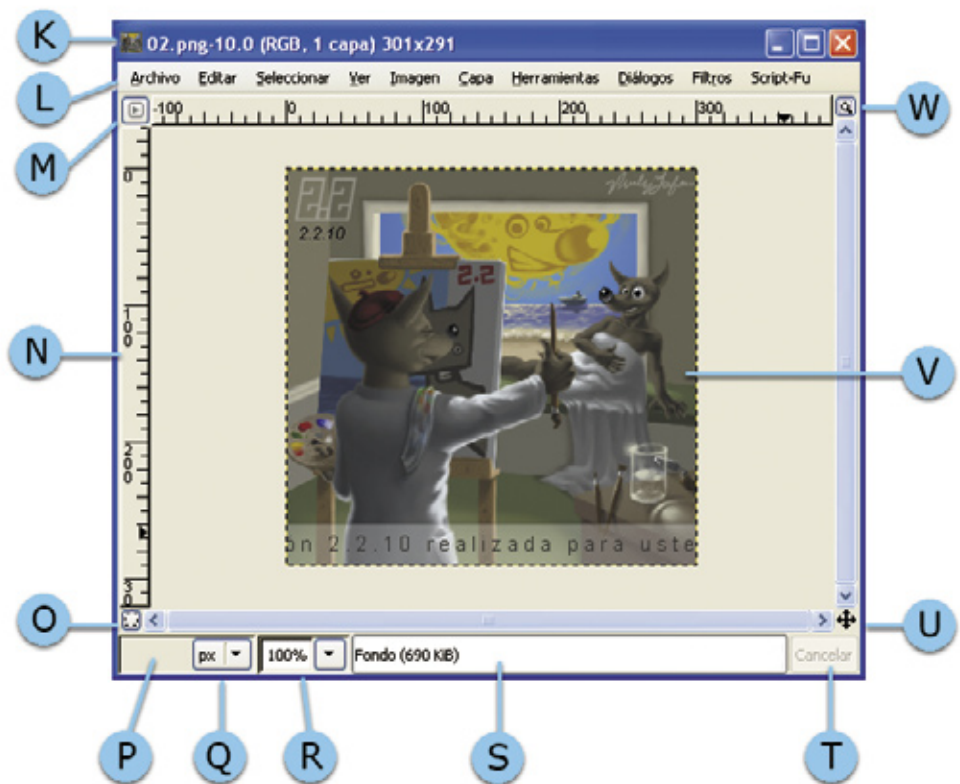 K
02.png-10.0 (RGB, 1 capa) 301x291
L
Archivo Editar Seleccionar Ver Imagen Capa Herramientas Diálogos Filtros Script-Fu
M
-100 0 100 200 300
W
0
100
200
30
2.2
2.2.10
2.2
N
V
ón 2.2.10 realizada para uste
O
U
px 100% Fondo (690 KiB) Cancelar
P Q R S T